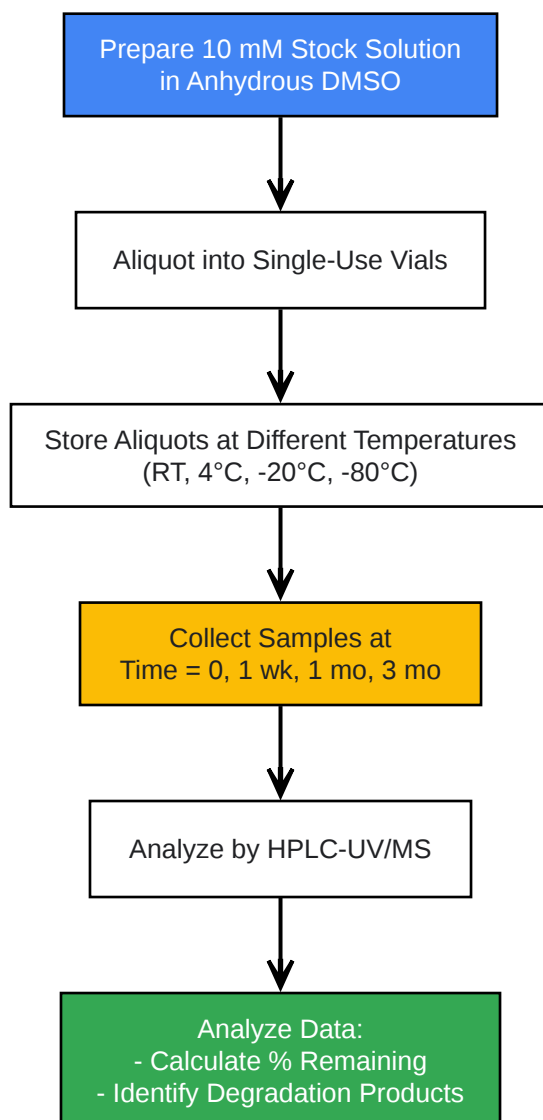 Prepare 10 mM Stock Solution
in Anhydrous DMSO
Aliquot into Single-Use Vials
Store Aliquots at Different Temperatures
(RT, 4°C, -20°C, -80°C)
Collect Samples at
Time = 0, 1 wk, 1 mo, 3 mo
Analyze by HPLC-UV/MS
Analyze Data:
- Calculate % Remaining
- Identify Degradation Products